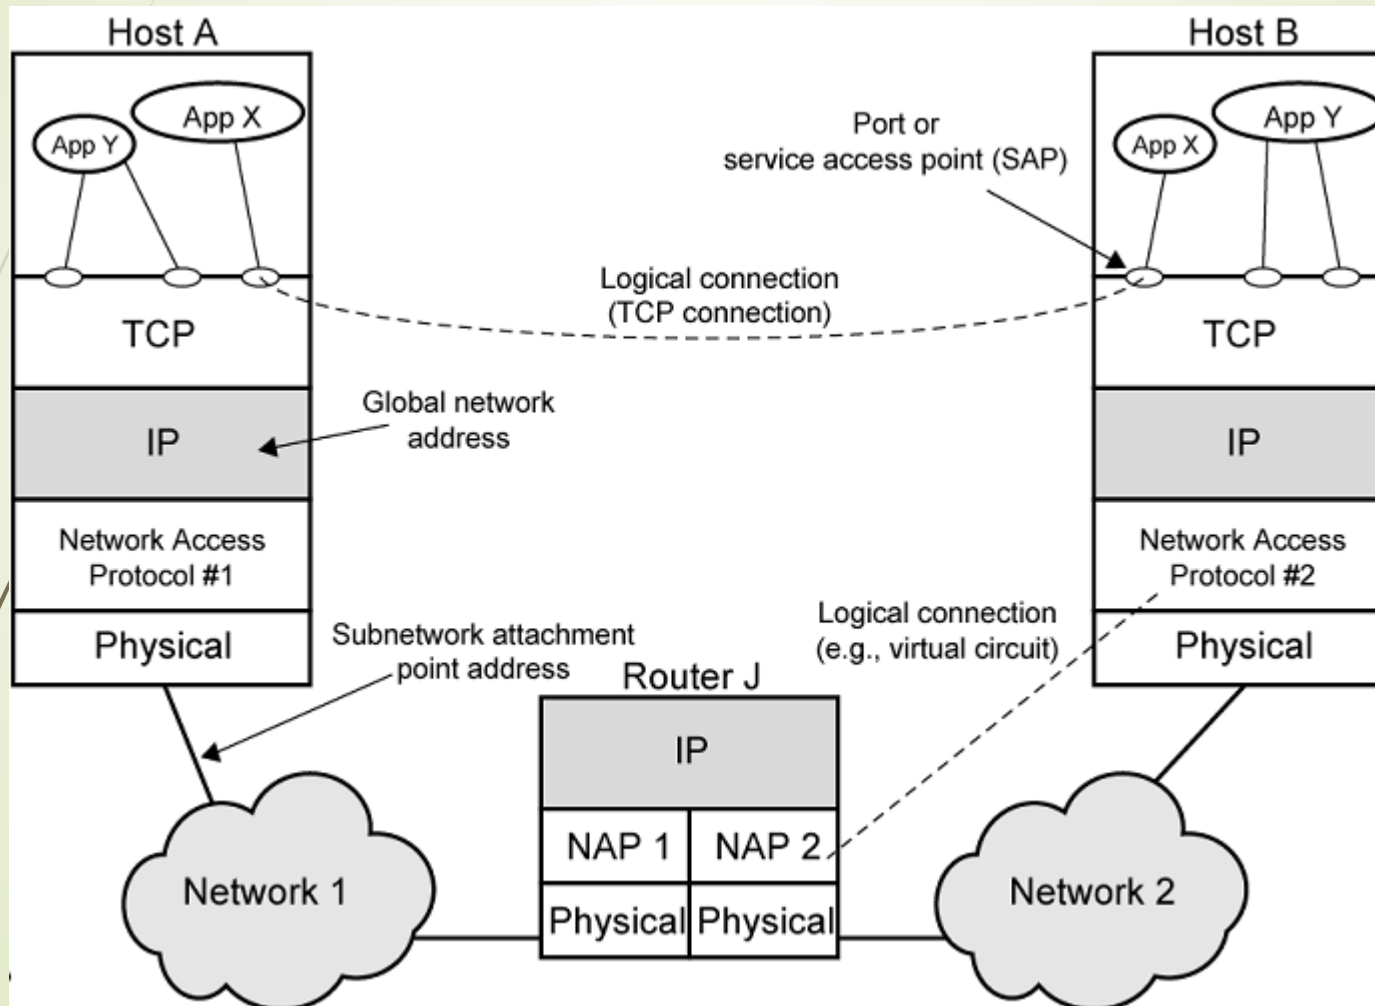 Host A
App Y
App X
TCP
IP
Network Access
Protocol #1
Physical
Global network
address
Subnetwork attachment
point address
Logical connection
(TCP connection)
Port or
service access point (SAP)
Host B
App X
App Y
TCP
IP
Network Access
Protocol #2
Physical
Logical connection
(e.g., virtual circuit)
Router J
IP
NAP 1
NAP 2
Physical
Physical
Network 1
Network 2